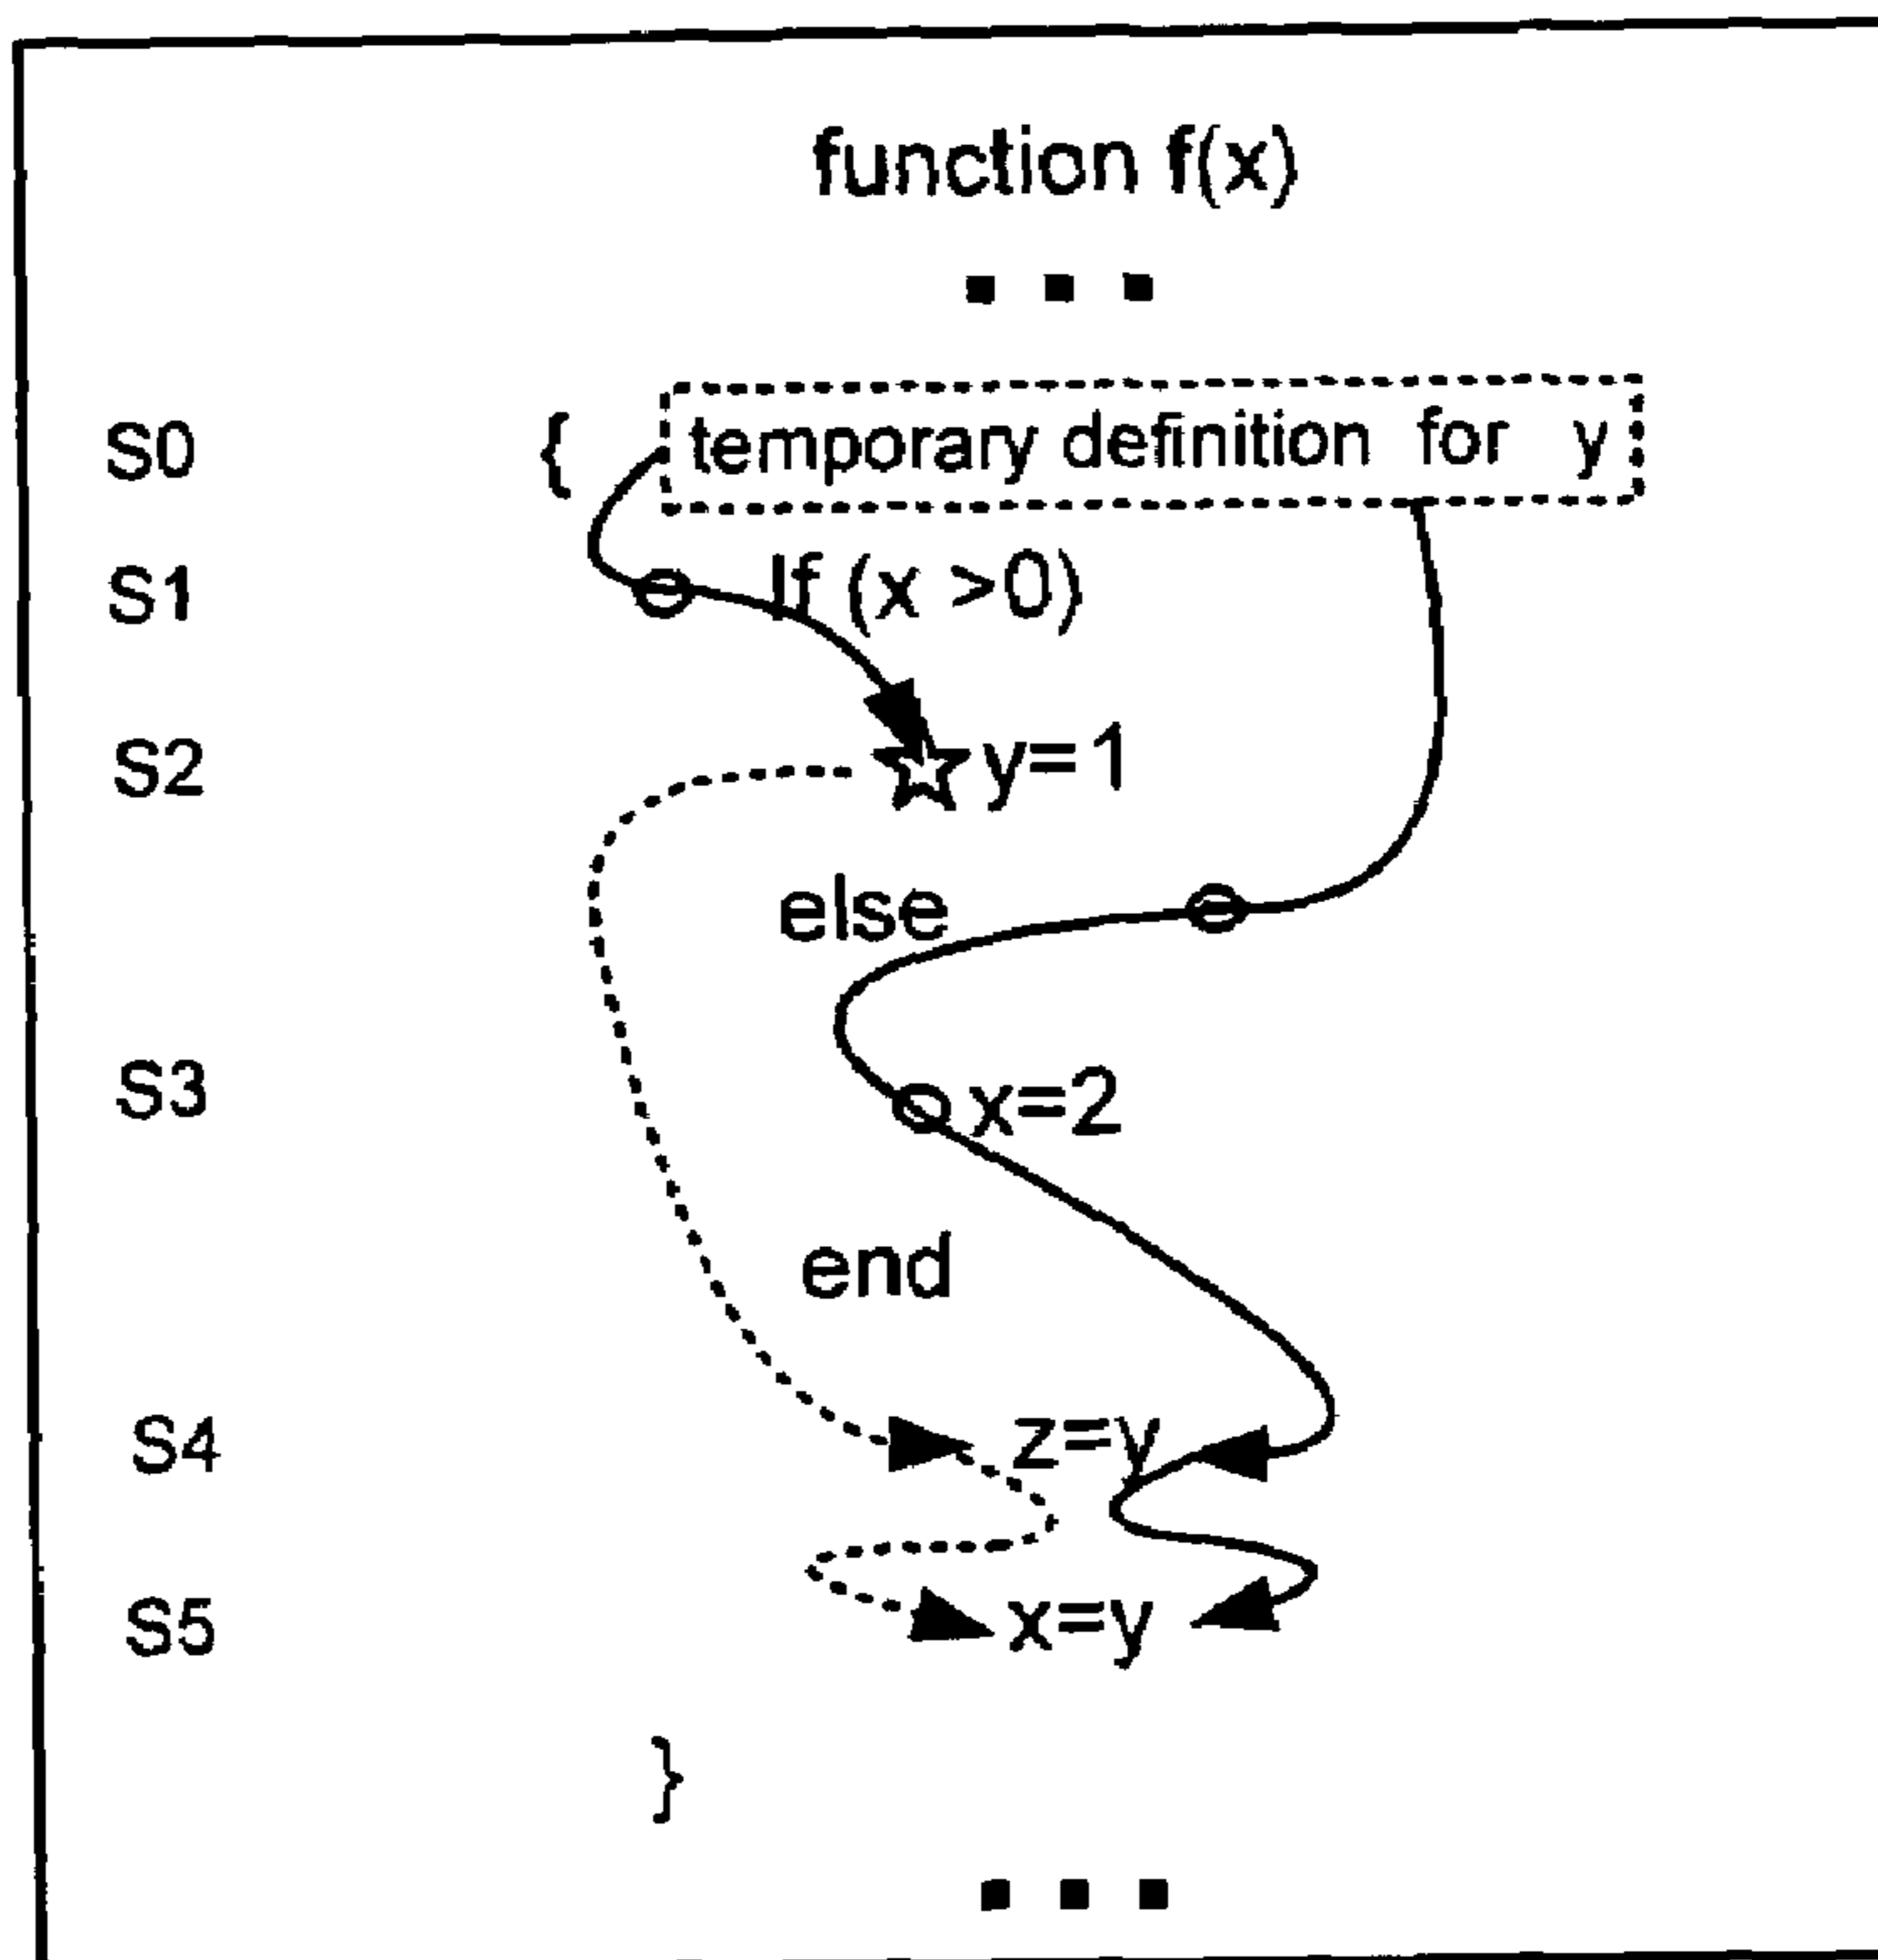 function f(x)
S0 { temporary definition for y
S1 If (x >0)
S2 y=1
else
S3 x=2
end
S4 z=y
S5 x=y
}